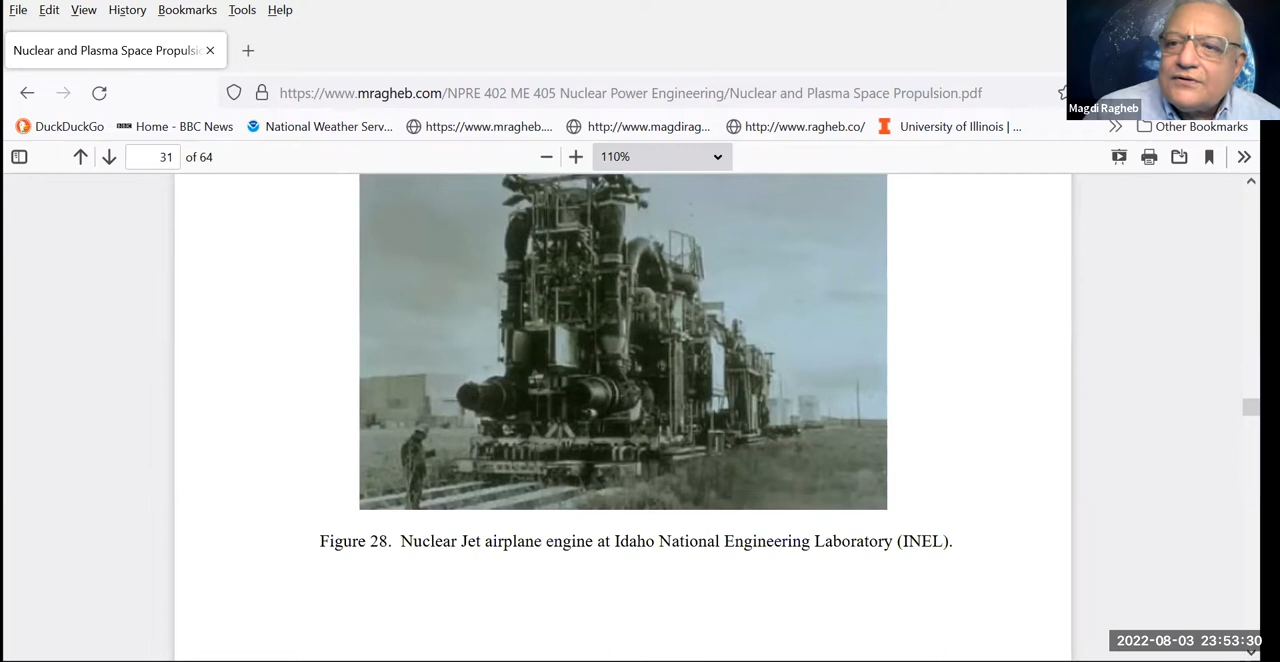 File Edit View History Bookmarks Tools Help
Nuclear and Plasma Space Propulsi
Magdi Ragheb
https://www.mragheb.com/NPRE 402 ME 405 Nuclear Power Engineering/Nuclear and Plasma Space Propulsion.pdf
DuckDuckGo BBC Home - BBC News National Weather Serv... https://www.mragheb.... http://www.magdirag... http://www.ragheb.co/ University of Illinois | ... Other Bookmarks
31 of 64 110%
Figure 28. Nuclear Jet airplane engine at Idaho National Engineering Laboratory (INEL).
2022-08-03 23:53:30